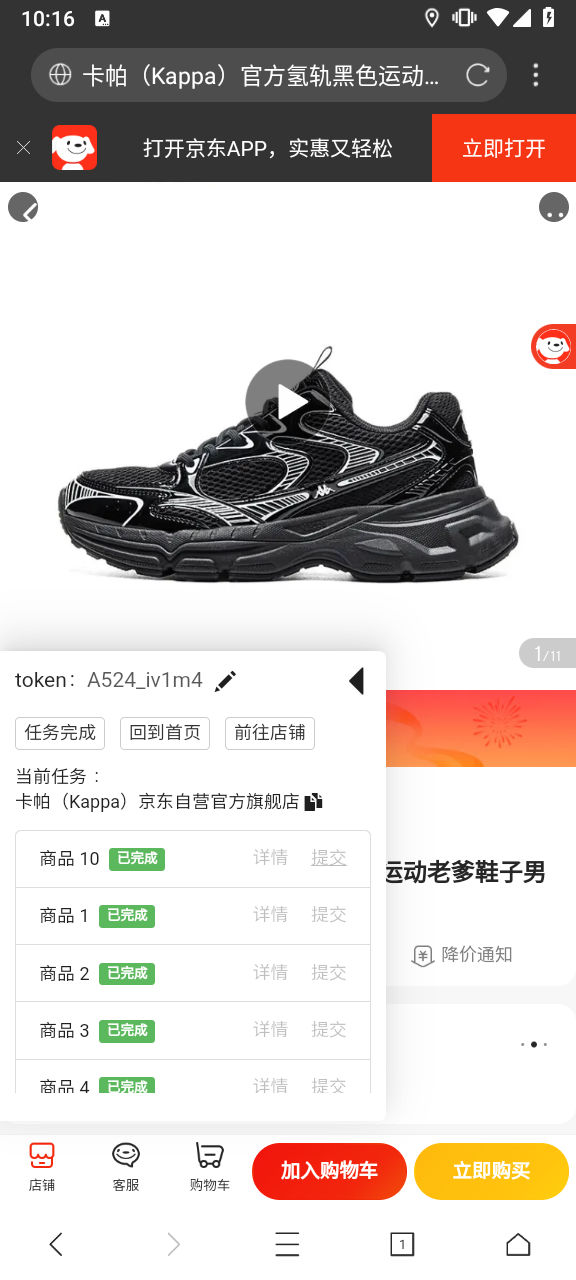 10:16
A
卡帕（Kappa）官方氢轨黑色运动...
打开京东APP，实惠又轻松
立即打开
1/11
token： A524_iv1m4
任务完成 回到首页 前往店铺
当前任务：
卡帕（Kappa）京东自营官方旗舰店
商品 10 已完成 详情 提交
运动老爹鞋子男
商品 1 已完成 详情 提交
降价通知
商品 2 已完成 详情 提交
商品 3 已完成 详情 提交
商品 4 已完成 详情 提交
店铺 客服 购物车 加入购物车 立即购买
1